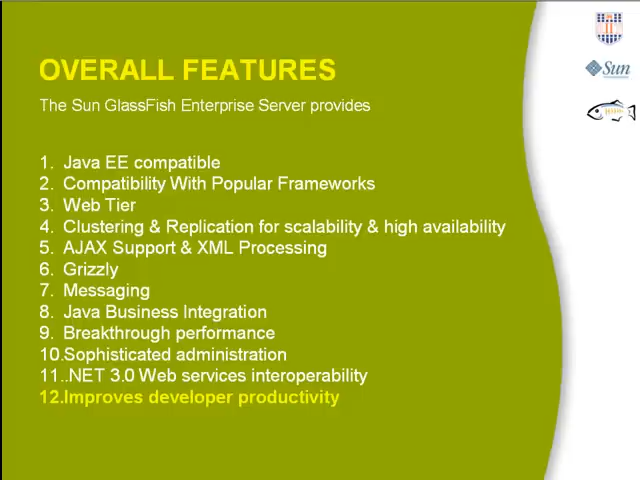 OVERALL FEATURES
The Sun GlassFish Enterprise Server provides
1. Java EE compatible
2. Compatibility With Popular Frameworks
3. Web Tier
4. Clustering & Replication for scalability & high availability
5. AJAX Support & XML Processing
6. Grizzly
7. Messaging
8. Java Business Integration
9. Breakthrough performance
10.Sophisticated administration
11..NET 3.0 Web services interoperability
12.Improves developer productivity
Sun